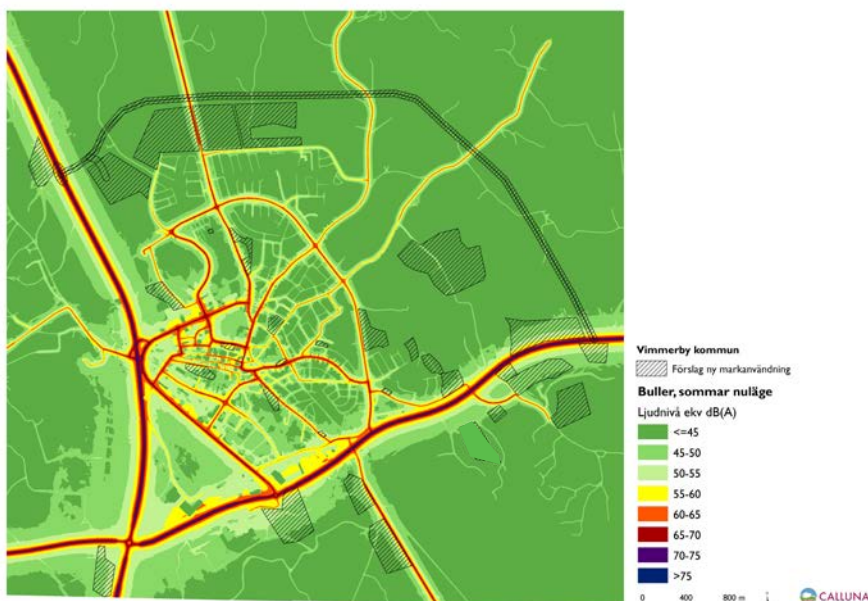 Vimmerby kommun
Förslag ny markanvändning
Buller, sommar nuläge
Ljudnivå ekv dB(A)
<=45
45-50
50-55
55-60
60-65
65-70
70-75
>75
0 400 800 m
CALLUNA